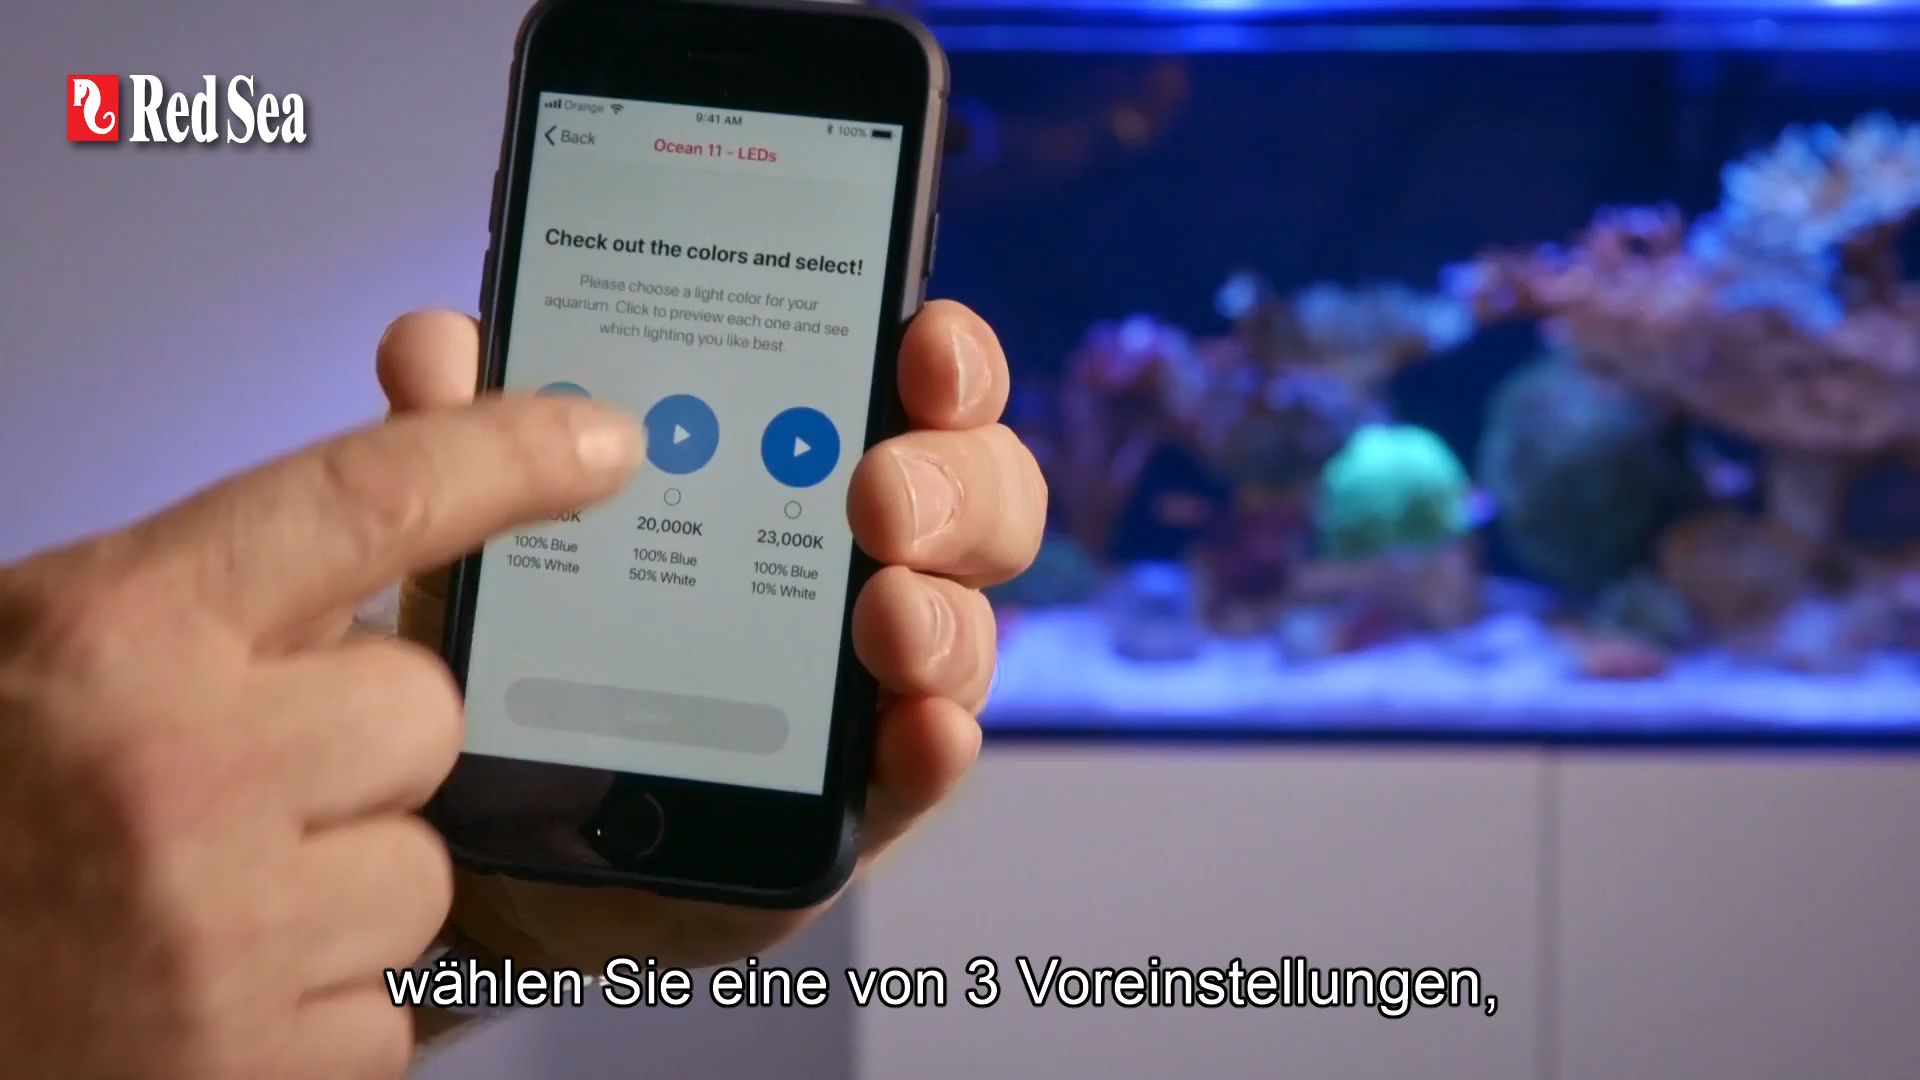 Red Sea
Orange
9:41 AM
100%
Back
Ocean 11 - LEDs
Check out the colors and select!
Please choose a light color for your
aquarium. Click to preview each one and see
which lighting you like best.
20,000K
23,000K
100% Blue
100% White
100% Blue
50% White
100% Blue
10% White
wählen Sie eine von 3 Voreinstellungen,